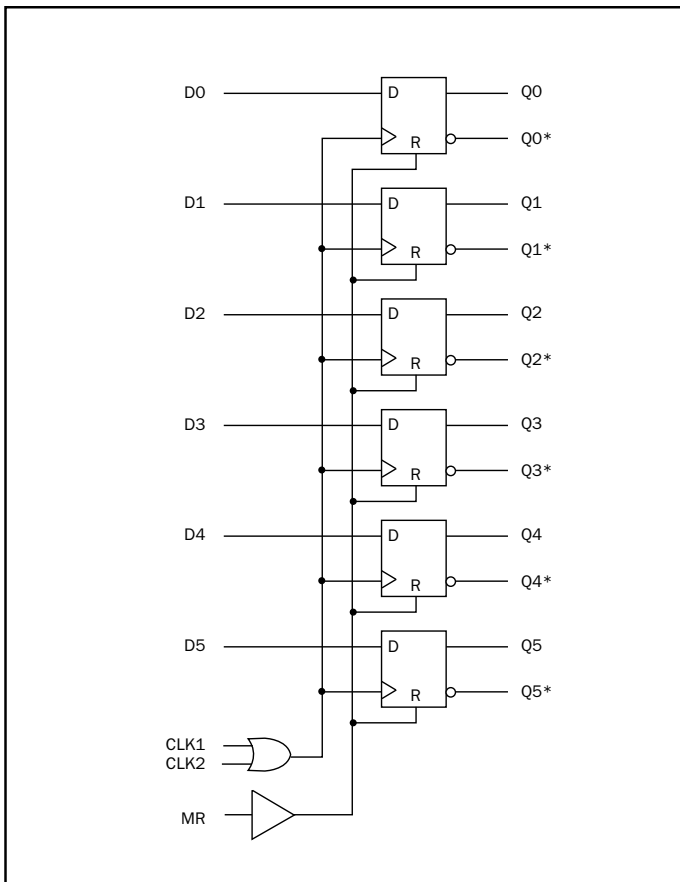 D0 D Q0
R Q0*
D1 D Q1
R Q1*
D2 D Q2
R Q2*
D3 D Q3
R Q3*
D4 D Q4
R Q4*
D5 D Q5
R Q5*
CLK1
CLK2
MR